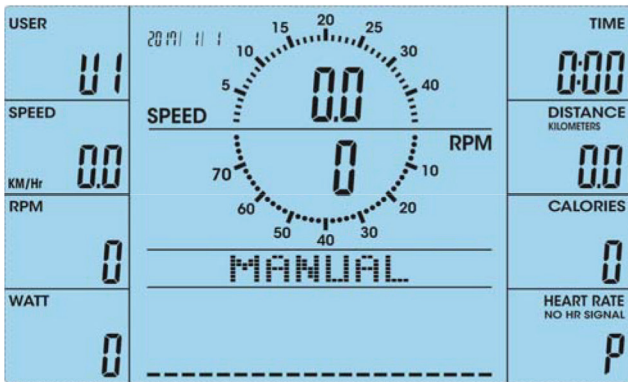 USER
U1
SPEED
KM/Hr 0.0
RPM
0
WATT
0
2017/ 1/ 1
5 10 15 20 25 30 40
SPEED 0.0
0 RPM
70 60 50 40 30 20 10
MANUAL
TIME
0:00
DISTANCE
KILOMETERS
0.0
CALORIES
0
HEART RATE
NO HR SIGNAL
P